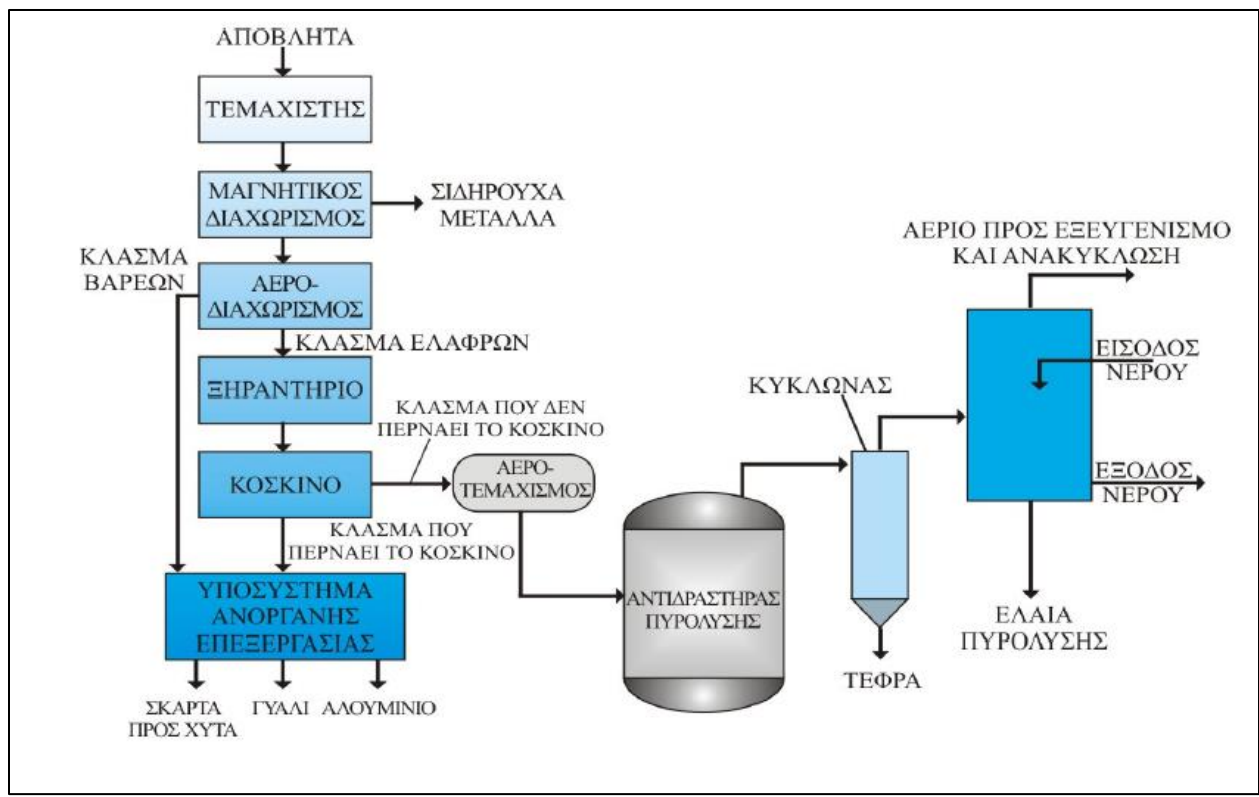 ΑΠΟΒΛΗΤΑ
ΤΕΜΑΧΙΣΤΗΣ
ΜΑΓΝΗΤΙΚΟΣ
ΔΙΑΧΩΡΙΣΜΟΣ
ΣΙΔΗΡΟΥΧΑ
ΜΕΤΑΛΛΑ
ΚΛΑΣΜΑ
ΒΑΡΕΩΝ
ΑΕΡΟ-
ΔΙΑΧΩΡΙΣΜΟΣ
ΚΛΑΣΜΑ ΕΛΑΦΡΩΝ
ΞΗΡΑΝΤΗΡΙΟ
ΚΛΑΣΜΑ ΠΟΥ ΔΕΝ
ΠΕΡΝΑΕΙ ΤΟ ΚΟΣΚΙΝΟ
ΚΟΣΚΙΝΟ
ΑΕΡΟ-
ΤΕΜΑΧΙΣΜΟΣ
ΚΛΑΣΜΑ ΠΟΥ
ΠΕΡΝΑΕΙ ΤΟ ΚΟΣΚΙΝΟ
ΥΠΟΣΥΣΤΗΜΑ
ΑΝΟΡΓΑΝΗΣ
ΕΠΕΞΕΡΓΑΣΙΑΣ
ΣΚΑΡΤΑ
ΠΡΟΣ ΧΥΤΑ
ΓΥΑΛΙ
ΑΛΟΥΜΙΝΙΟ
ΑΝΤΙΔΡΑΣΤΗΡΑΣ
ΠΥΡΟΛΥΣΗΣ
ΚΥΚΛΩΝΑΣ
ΤΕΦΡΑ
ΑΕΡΙΟ ΠΡΟΣ ΕΞΕΥΓΕΝΙΣΜΟ
ΚΑΙ ΑΝΑΚΥΚΛΩΣΗ
ΕΙΣΟΔΟΣ
ΝΕΡΟΥ
ΕΞΟΔΟΣ
ΝΕΡΟΥ
ΕΛΑΙΑ
ΠΥΡΟΛΥΣΗΣ